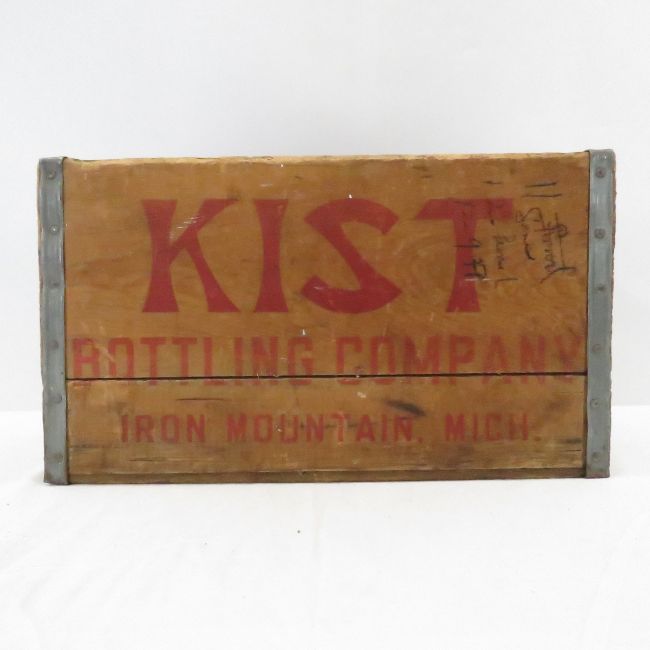 KIST
BOTTLING COMPANY
IRON MOUNTAIN, MICH.